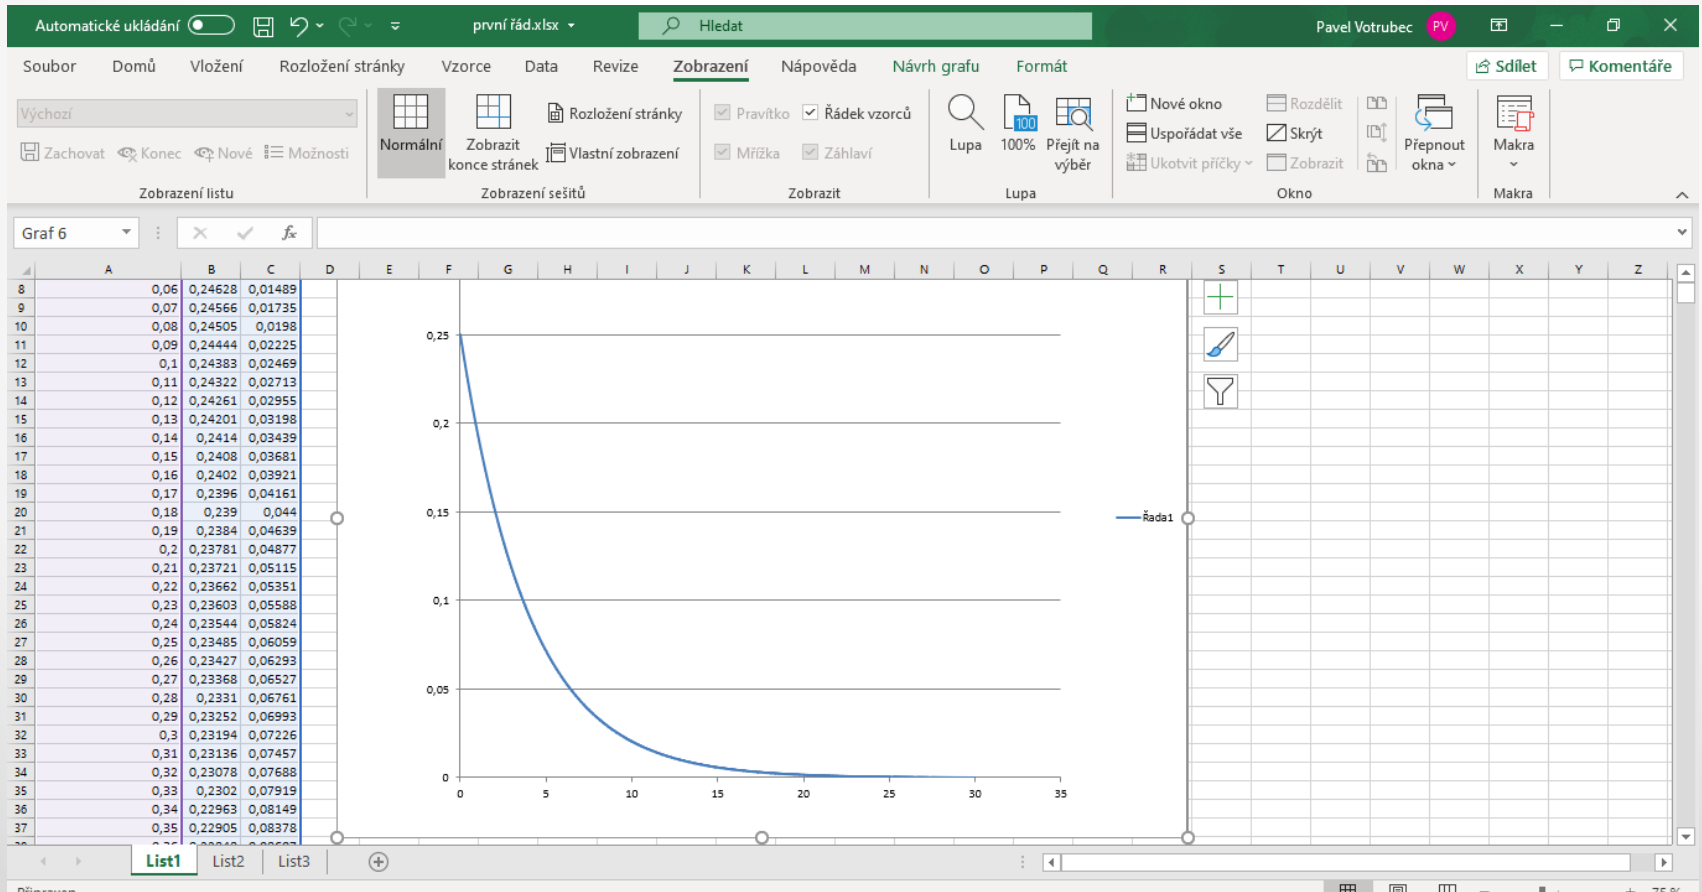 Automatické ukládání
první řád.xlsx
Hledat
Pavel Votrubec PV
Soubor Domů Vložení Rozložení stránky Vzorce Data Revize Zobrazení Nápověda Návrh grafu Formát Sdílet Komentáře
Výchozí
Zachovat Konec Nové Možnosti
Zobrazení listu
Normální
Zobrazit
konce stránek
Rozložení stránky
Vlastní zobrazení
Zobrazení sešitů
Pravítko Řádek vzorců
Mřížka Záhlaví
Zobrazit
Lupa
100
100%
Přejít na
výběr
Lupa
Nové okno
Uspořádat vše
Ukotvit příčky
Rozdělit
Skrýt
Zobrazit
Přepnout
okna
Okno
Makra
Makra
Graf 6
fx
A B C D E F G H I J K L M N O P Q R S T U V W X Y Z
8 0,06 0,24628 0,01489
9 0,07 0,24566 0,01735
10 0,08 0,24505 0,0198
11 0,09 0,24444 0,02225
12 0,1 0,24383 0,02469
13 0,11 0,24322 0,02713
14 0,12 0,24261 0,02955
15 0,13 0,24201 0,03198
16 0,14 0,2414 0,03439
17 0,15 0,2408 0,03681
18 0,16 0,2402 0,03921
19 0,17 0,2396 0,04161
20 0,18 0,239 0,044
21 0,19 0,2384 0,04639
22 0,2 0,23781 0,04877
23 0,21 0,23721 0,05115
24 0,22 0,23662 0,05351
25 0,23 0,23603 0,05588
26 0,24 0,23544 0,05824
27 0,25 0,23485 0,06059
28 0,26 0,23427 0,06293
29 0,27 0,23368 0,06527
30 0,28 0,2331 0,06761
31 0,29 0,23252 0,06993
32 0,3 0,23194 0,07226
33 0,31 0,23136 0,07457
34 0,32 0,23078 0,07688
35 0,33 0,2302 0,07919
36 0,34 0,22963 0,08149
37 0,35 0,22905 0,08378
0,25
0,2
0,15
0,1
0,05
0
0 5 10 15 20 25 30 35
Řada1
List1 List2 List3
75 %